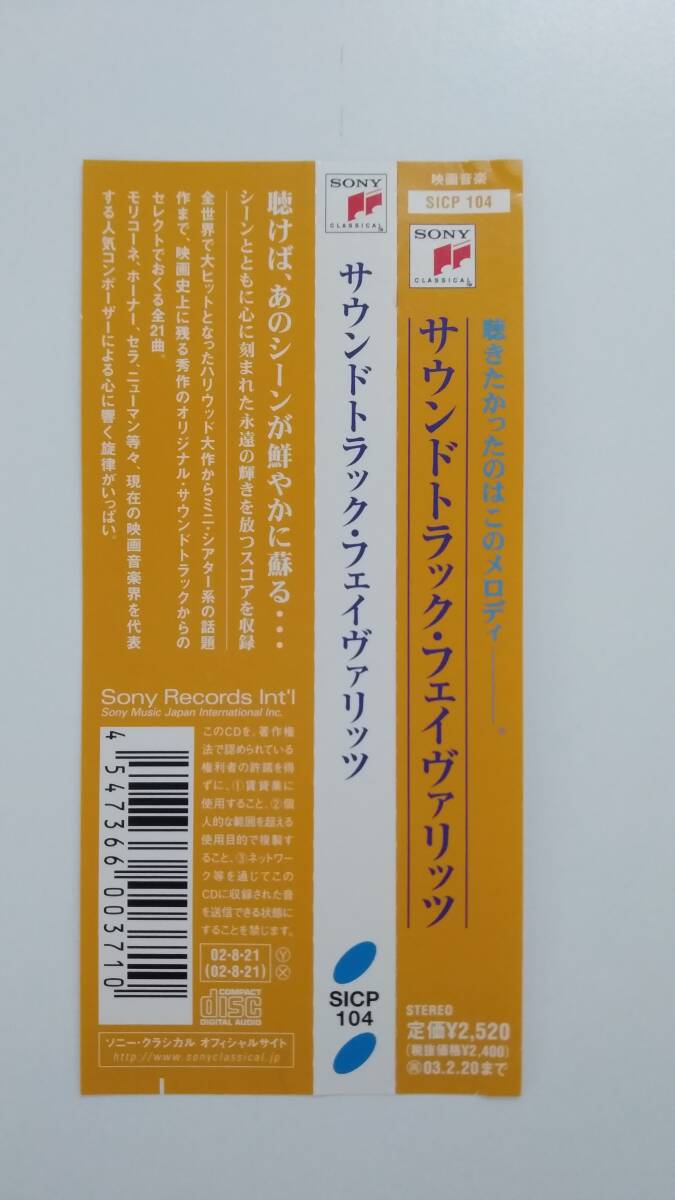 映画音楽
SICP 104
SONY
CLASSICAL
聴きたかったのはこのメロディ———。
サウンドトラック・フェイヴァリッツ
STEREO
定価¥2,520
(税抜価格¥2,400)
03.2.20まで
SONY
CLASSICAL
サウンドトラック・フェイヴァリッツ
SICP
104
聴けば、あのシーンが鮮やかに蘇る・・・
シーンとともに心に刻まれた永遠の輝きを放つスコアを収録
全世界で大ヒットとなったハリウッド大作からミニ・シアター系の話題
作まで、映画史上に残る秀作のオリジナル・サウンドトラックからの
セレクトでおくる全21曲。
モリコーネ、ホーナー、セラ、ニューマン等々、現在の映画音楽界を代表
する人気コンポーザーによる心に響く旋律がいっぱい。
Sony Records Int'l
Sony Music Japan International Inc.
4547366003710
このCDを、著作権
法で認められている
権利者の許諾を得
ずに、①賃貸業に
使用すること、②個
人的な範囲を超える
使用目的で複製す
ること、③ネットワー
ク等を通じてこの
CDに収録された音
を送信できる状態に
することを禁じます。
02・8・21 Ⓨ
(02・8・21) Ⓧ
COMPACT
disc
DIGITAL AUDIO
ソニー・クラシカル オフィシャルサイト
http://www.sonyclassical.jp